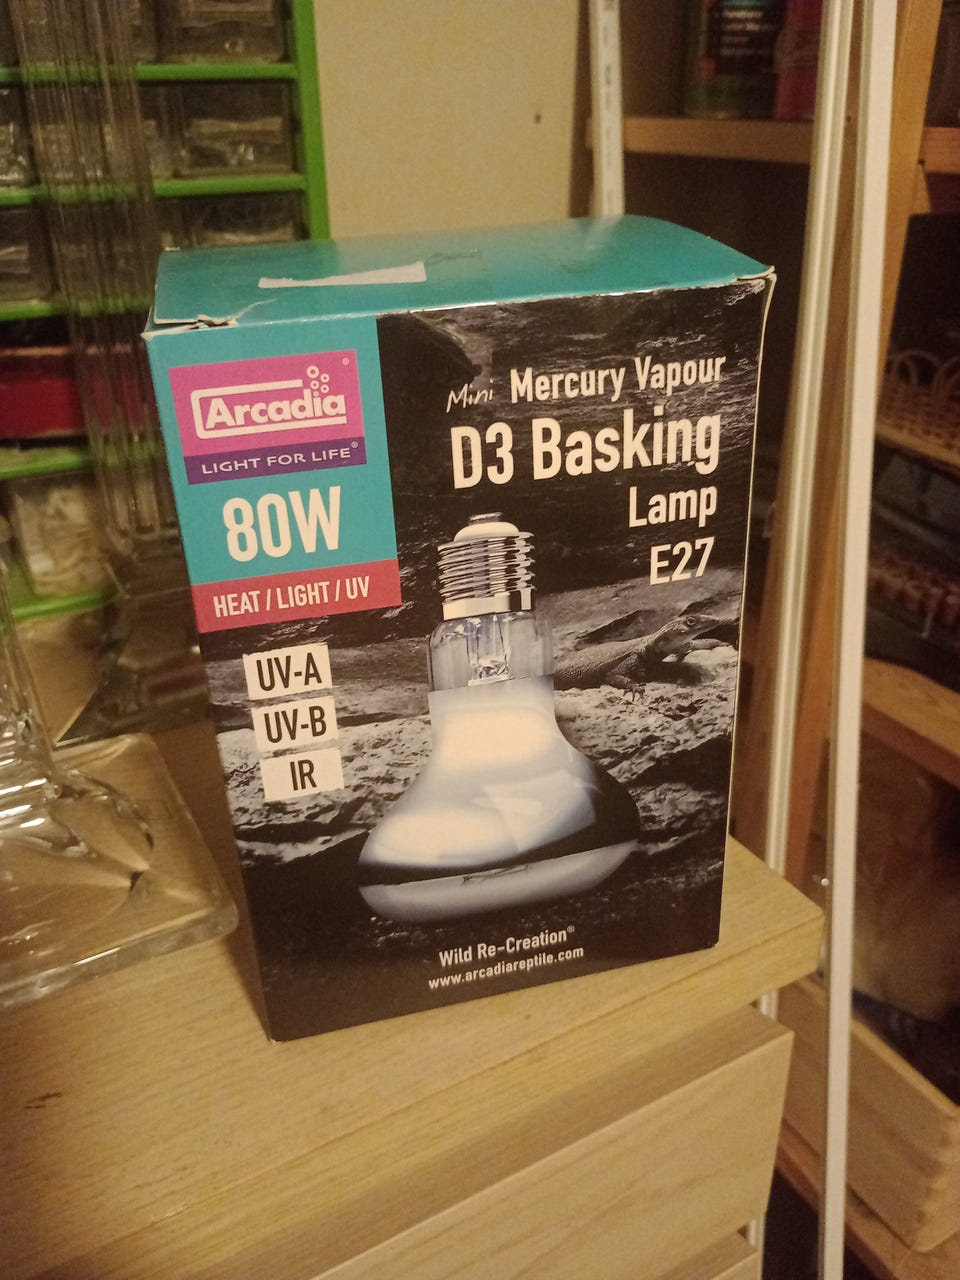 Arcadia®
LIGHT FOR LIFE®
80W
HEAT / LIGHT / UV
UV-A
UV-B
IR
Mini Mercury Vapour
D3 Basking
Lamp
E27
Wild Re-Creation®
www.arcadiareptile.com